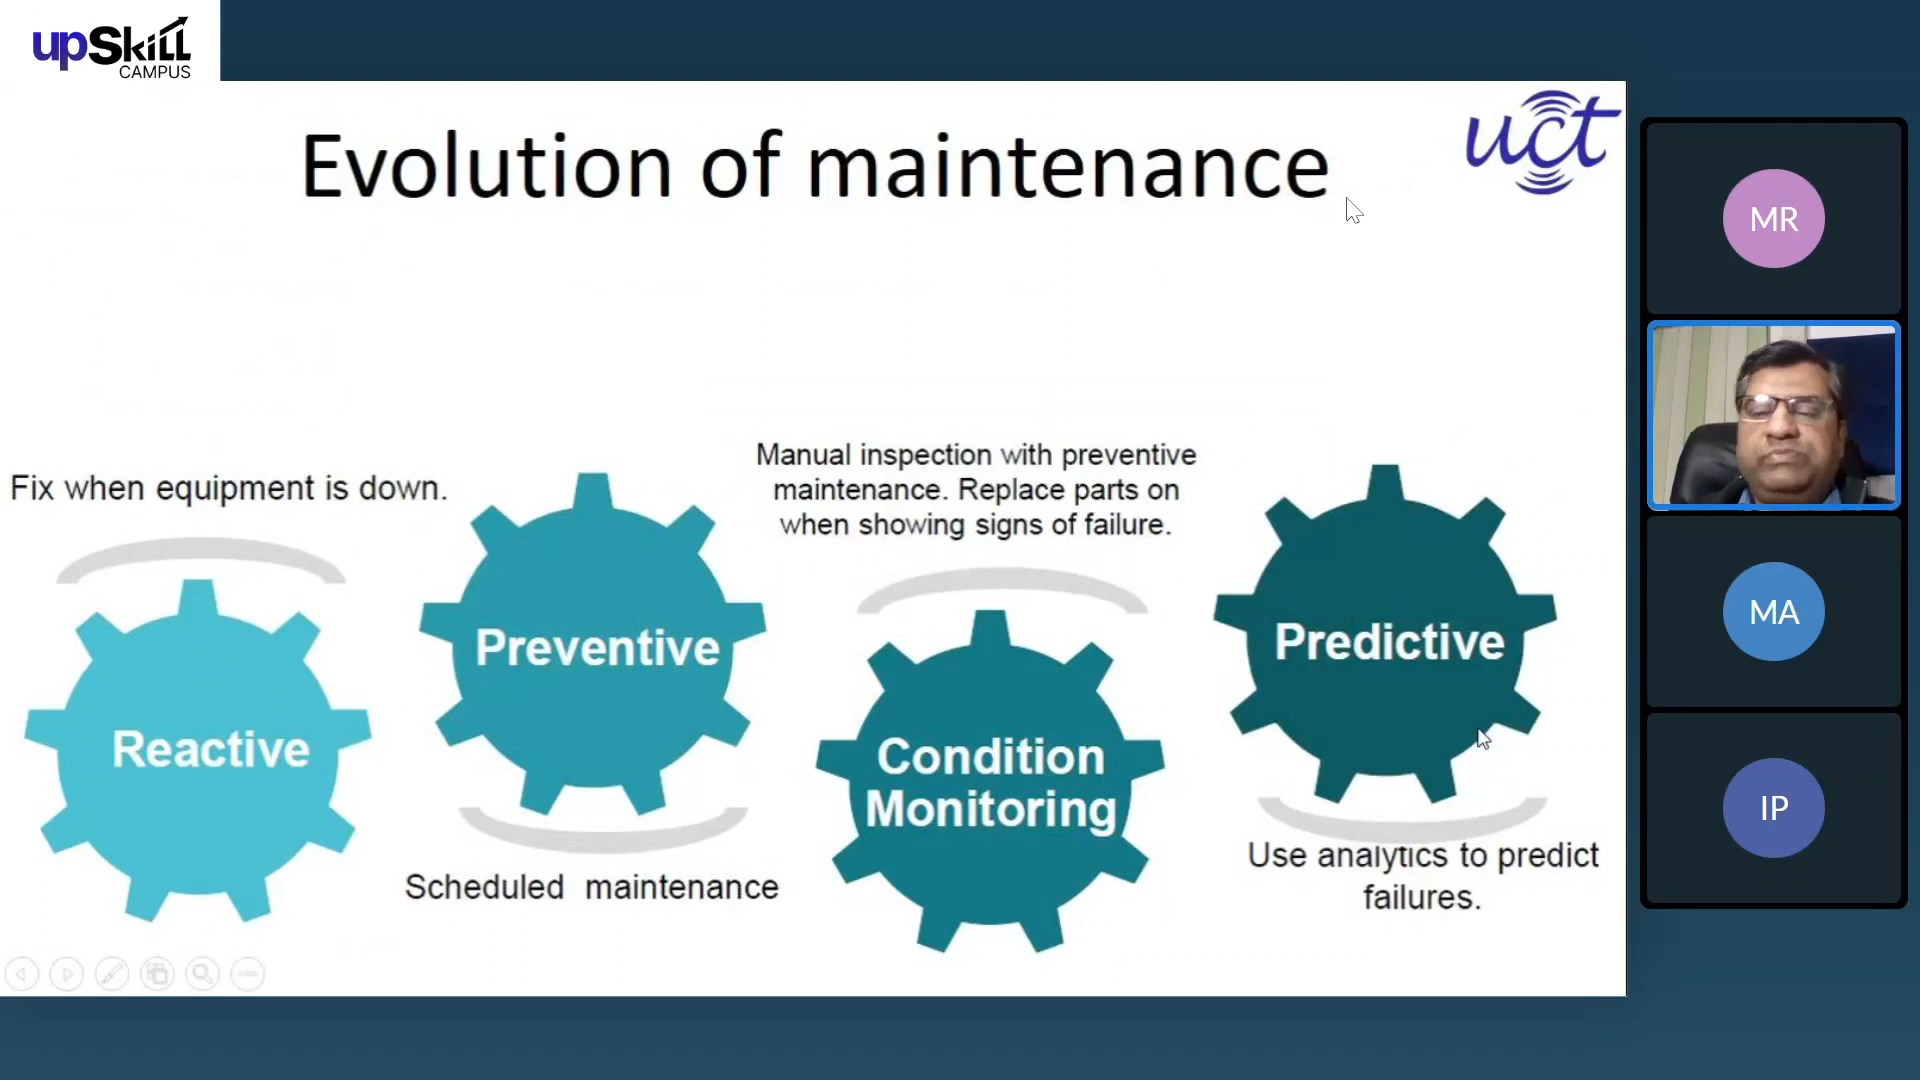 upSkill
CAMPUS
uct
Evolution of maintenance
Fix when equipment is down.
Reactive
Preventive
Scheduled maintenance
Manual inspection with preventive
maintenance. Replace parts on
when showing signs of failure.
Condition
Monitoring
Predictive
Use analytics to predict
failures.
MR
MA
IP